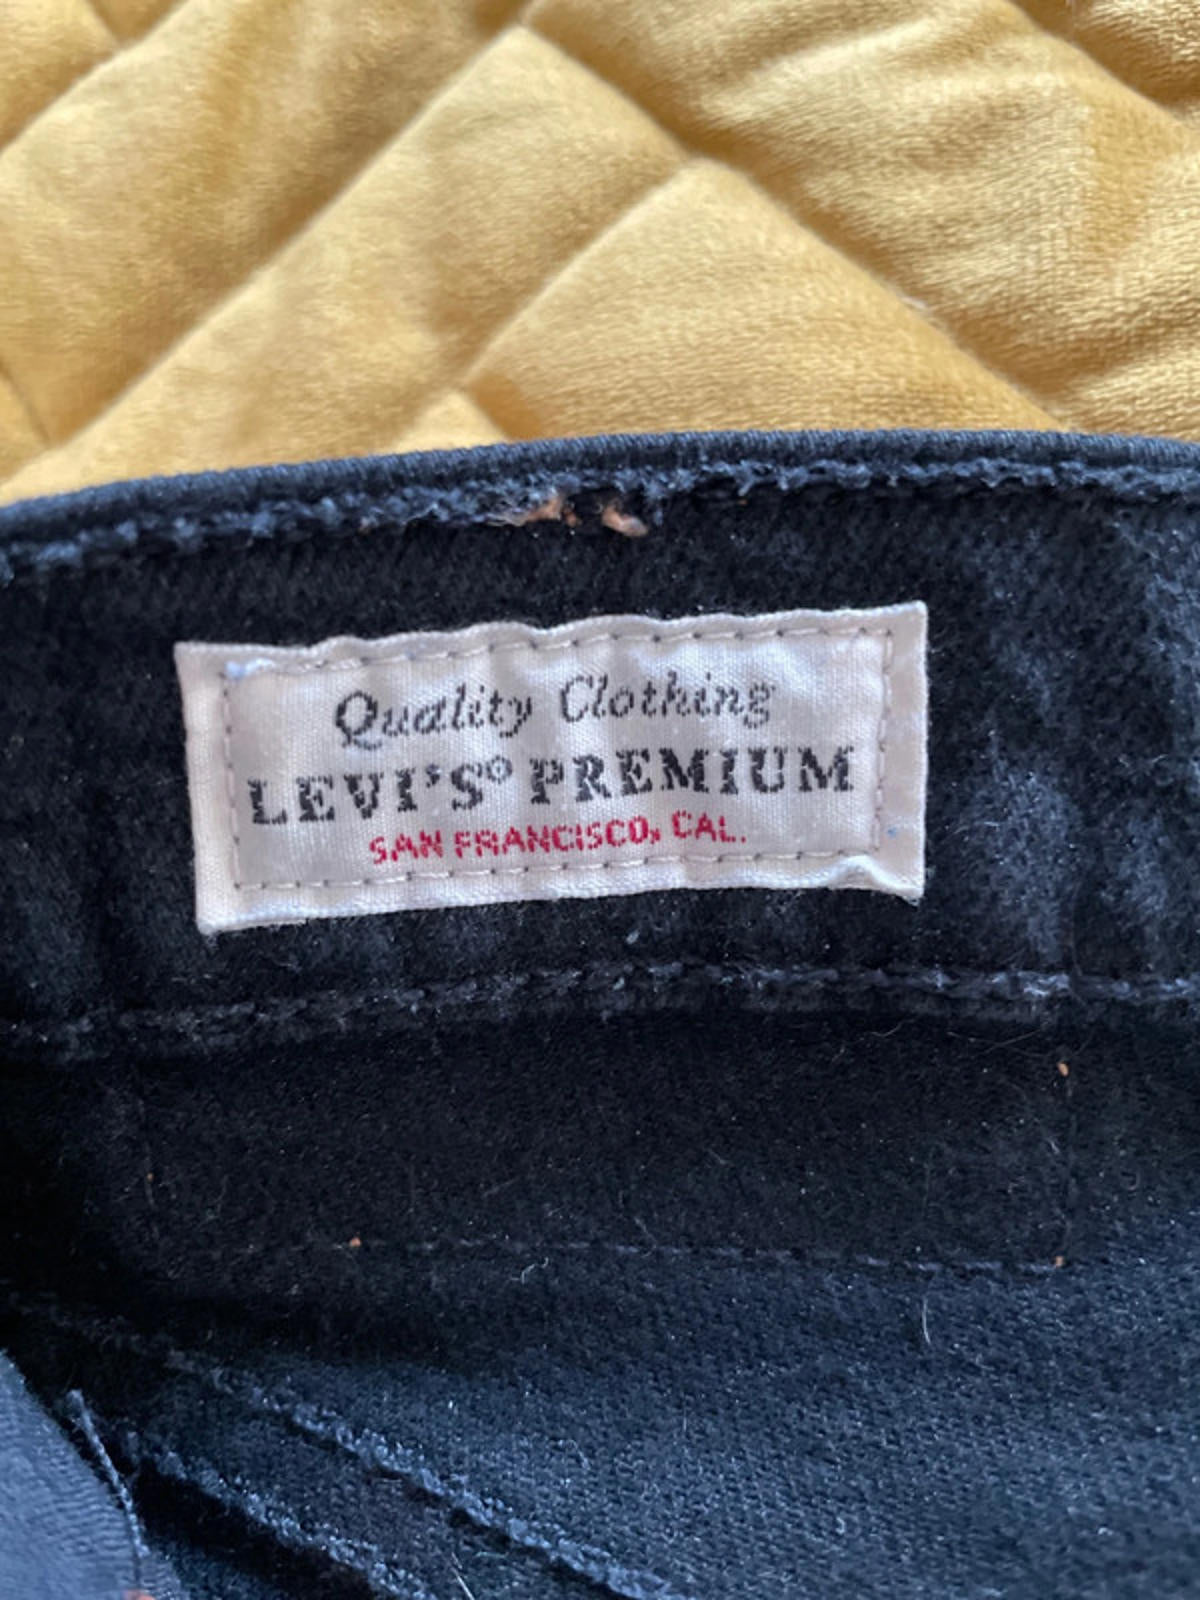 Quality Clothing
LEVI'S® PREMIUM
SAN FRANCISCO, CAL.